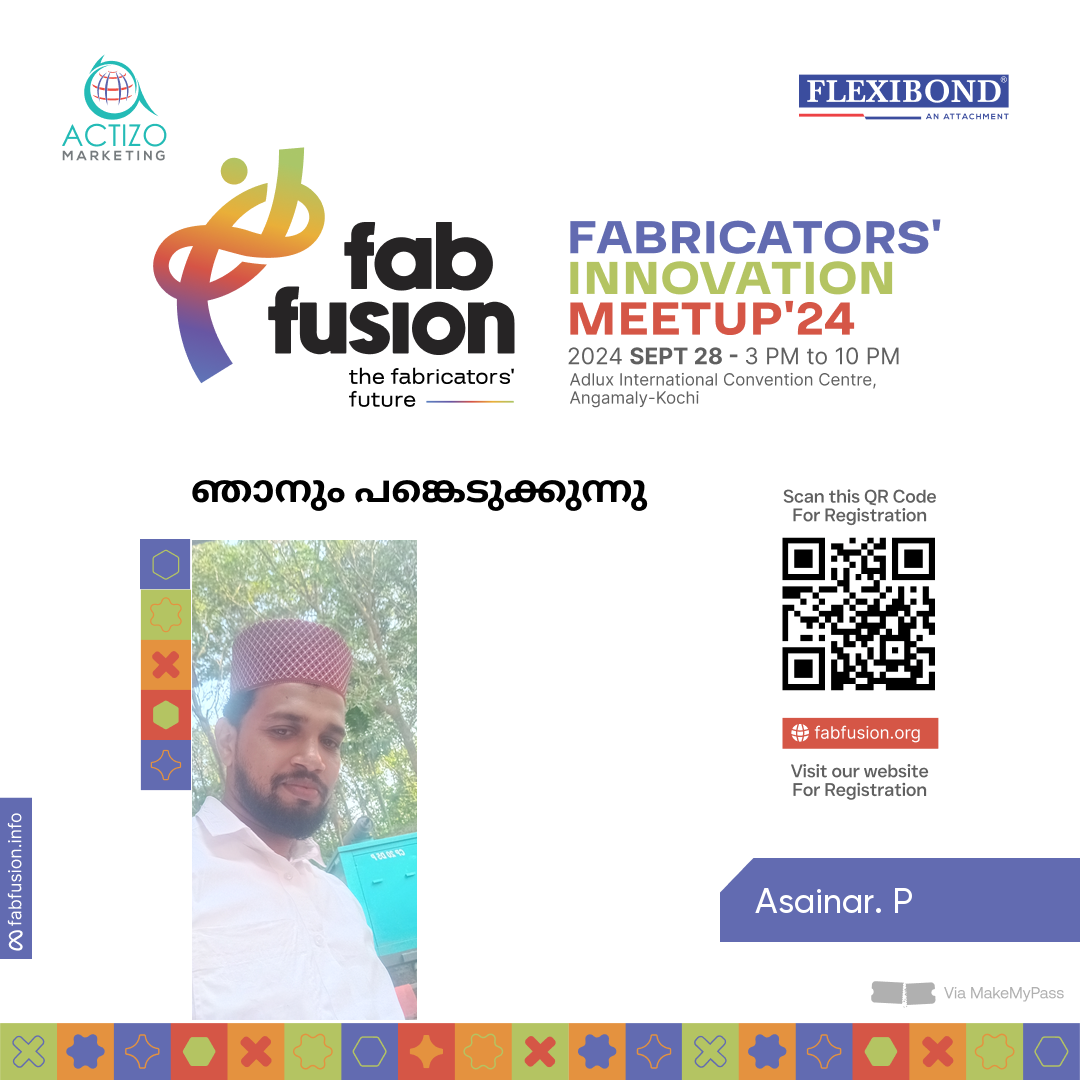 ACTIZO
MARKETING
FLEXIBOND®
AN ATTACHMENT
fab
fusion
the fabricators'
future
FABRICATORS'
INNOVATION
MEETUP'24
2024 SEPT 28 - 3 PM to 10 PM
Adlux International Convention Centre,
Angamaly-Kochi
ഞാനും പങ്കെടുക്കുന്നു
Scan this QR Code
For Registration
fabfusion.org
Visit our website
For Registration
fabfusion.info
Asainar. P
Via MakeMyPass